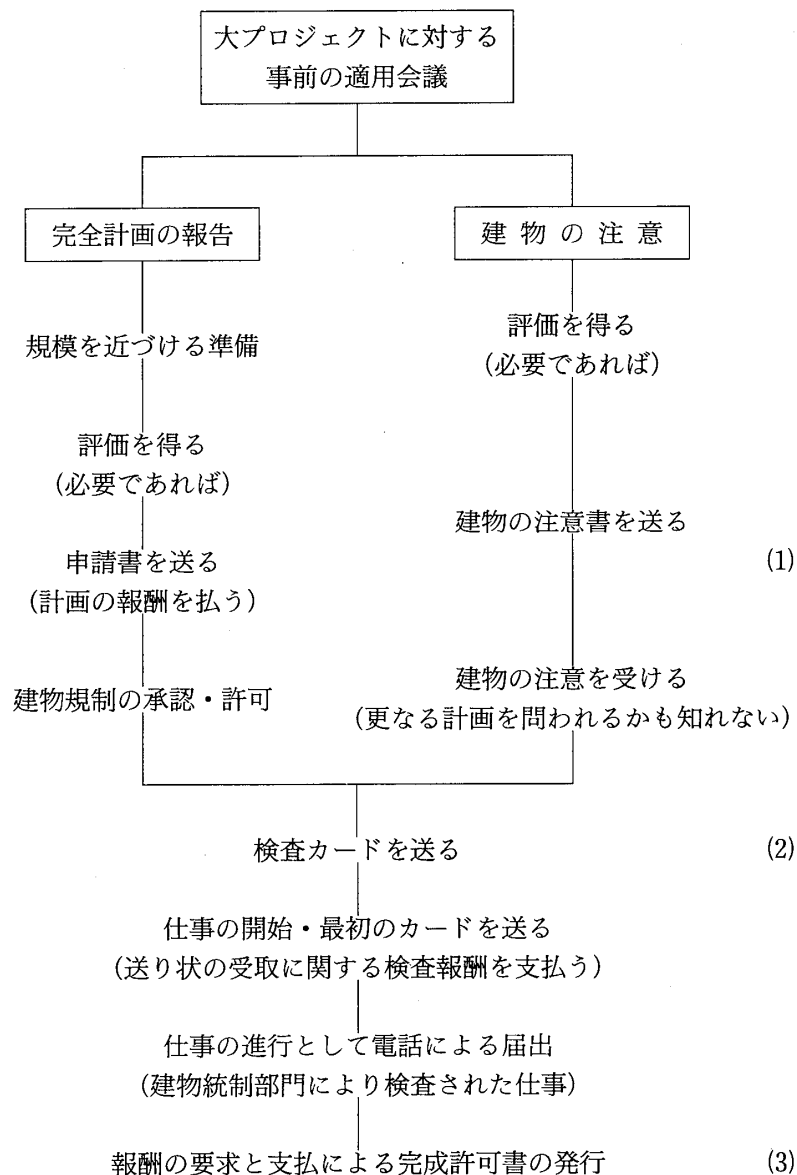 大プロジェクトに対する
事前の適用会議
完全計画の報告
規模を近づける準備
評価を得る
(必要であれば)
申請書を送る
(計画の報酬を払う)
建物規制の承認・許可
建物の注意
評価を得る
(必要であれば)
建物の注意書を送る
(1)
建物の注意を受ける
(更なる計画を問われるかも知れない)
検査カードを送る
(2)
仕事の開始・最初のカードを送る
(送り状の受取に関する検査報酬を支払う)
仕事の進行として電話による届出
(建物統制部門により検査された仕事)
報酬の要求と支払による完成許可書の発行
(3)